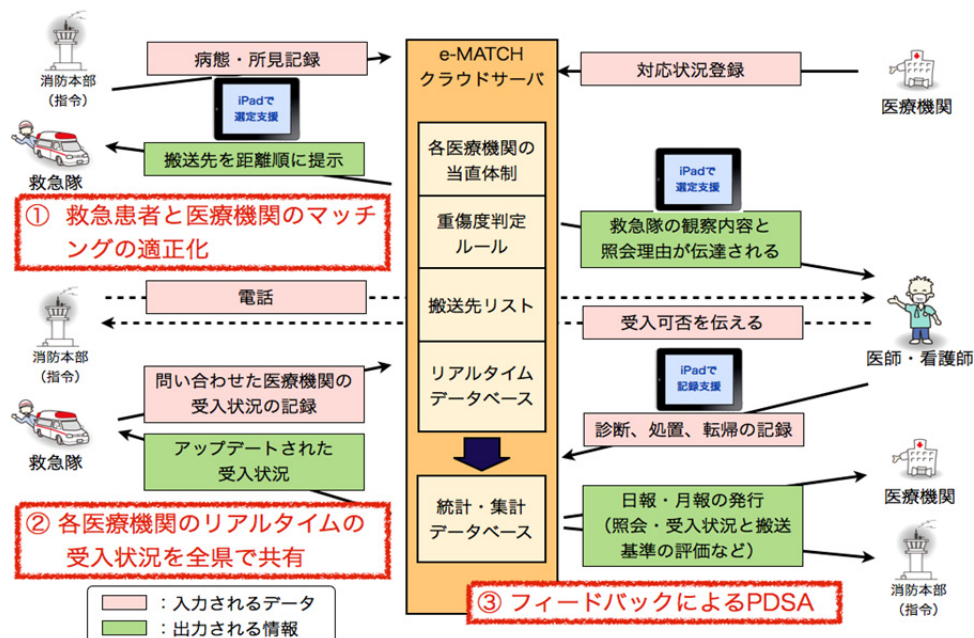 消防本部
(指令)
病態・所見記録
iPadで
選定支援
搬送先を距離順に提示
救急隊
① 救急患者と医療機関のマッチ
ングの適正化
e-MATCH
クラウドサーバ
各医療機関の
当直体制
重傷度判定
ルール
搬送先リスト
リアルタイム
データベース
統計・集計
データベース
対応状況登録
医療機関
iPadで
選定支援
救急隊の観察内容と
照会理由が伝達される
電話
受入可否を伝える
消防本部
(指令)
医師・看護師
問い合わせた医療機関の
受入状況の記録
iPadで
記録支援
診断、処置、転帰の記録
救急隊
アップデートされた
受入状況
② 各医療機関のリアルタイムの
受入状況を全県で共有
日報・月報の発行
(照会・受入状況と搬送
基準の評価など)
医療機関
消防本部
(指令)
③ フィードバックによるPDSA
:入力されるデータ
:出力される情報